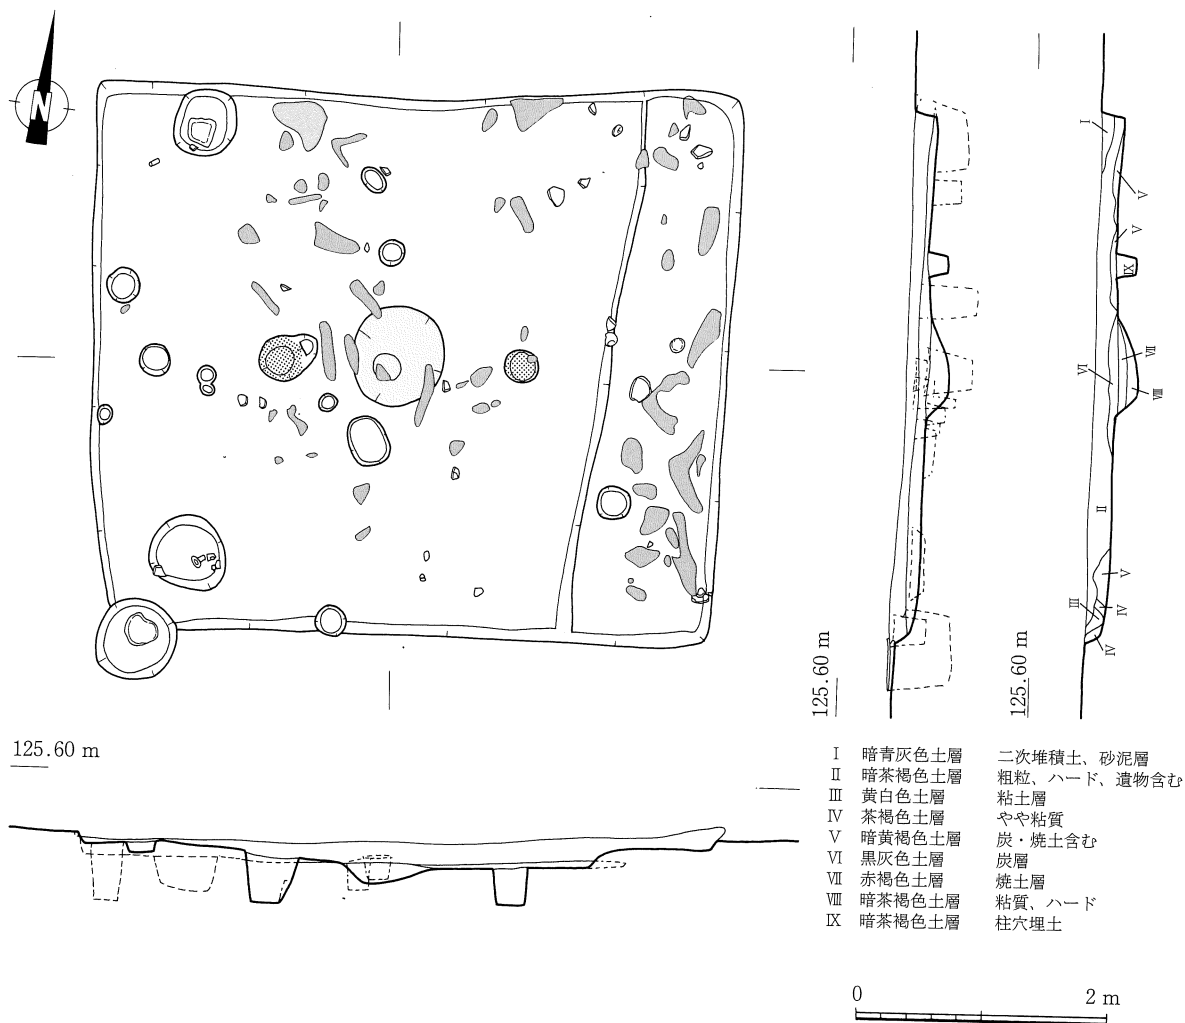 N
I
V
V
IX
VII
VI
VIII
II
V
III
IV
IV
125.60 m
125.60 m
125.60 m
I 暗青灰色土層 二次堆積土、砂泥層
II 暗茶褐色土層 粗粒、ハード、遺物含む
III 黄白色土層 粘土層
IV 茶褐色土層 やや粘質
V 暗黄褐色土層 炭・焼土含む
VI 黒灰色土層 炭層
VII 赤褐色土層 焼土層
VIII 暗茶褐色土層 粘質、ハード
IX 暗茶褐色土層 柱穴埋土
0 2 m